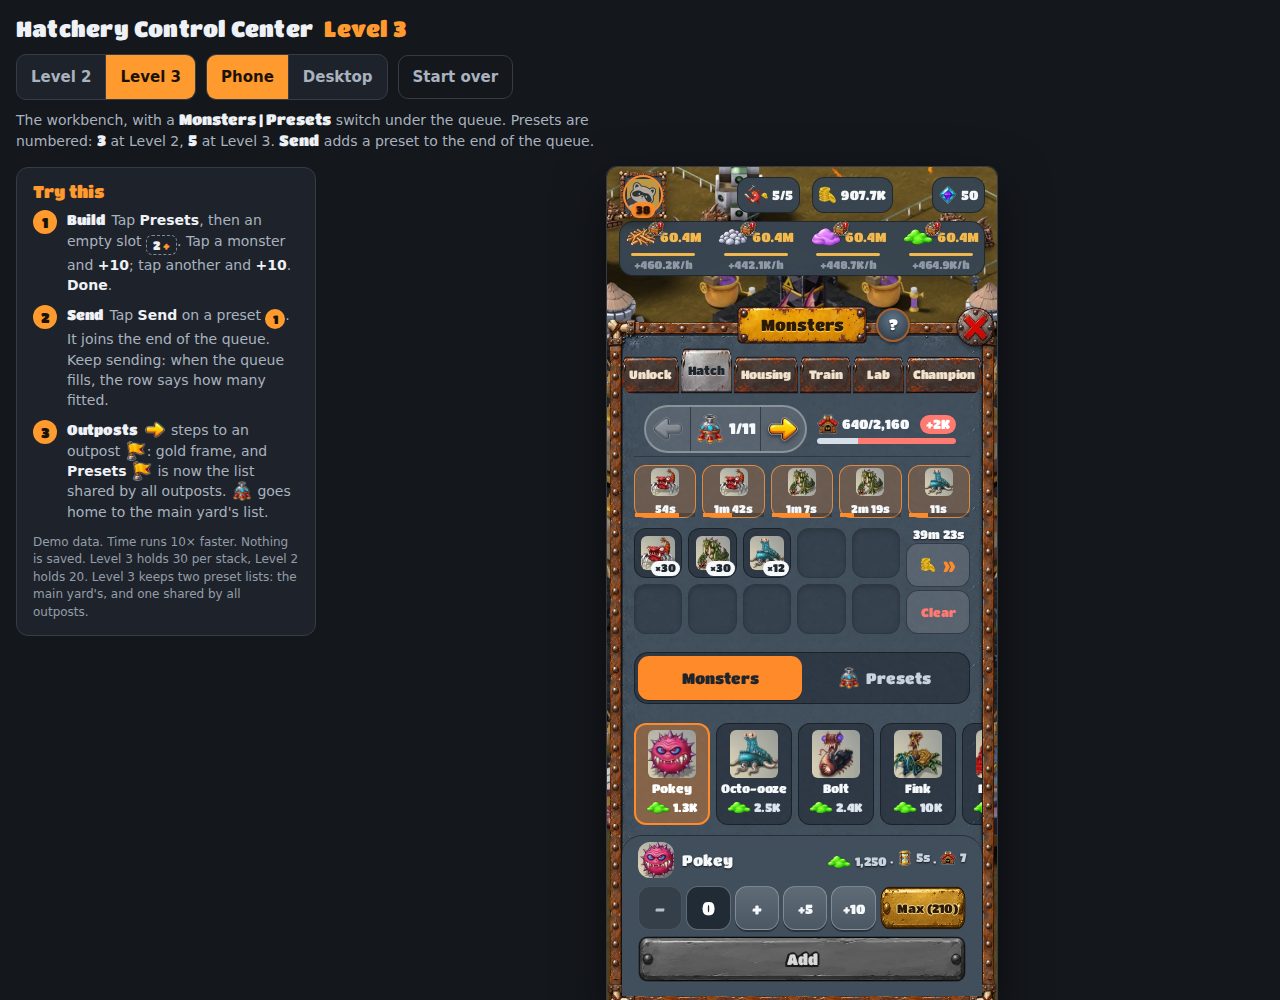 Hatchery Control Center Level 3
Level 2 Level 3 Phone Desktop Start over
The workbench, with a Monsters | Presets switch under the queue. Presets are
numbered: 3 at Level 2, 5 at Level 3. Send adds a preset to the end of the queue.
Try this
1 Build Tap Presets, then an
empty slot 2 +. Tap a monster
and +10; tap another and +10.
Done.
2 Send Tap Send on a preset 1.
It joins the end of the queue.
Keep sending: when the queue
fills, the row says how many
fitted.
3 Outposts steps to an
outpost: gold frame, and
Presets is now the list
shared by all outposts. goes
home to the main yard's list.
Demo data. Time runs 10× faster. Nothing
is saved. Level 3 holds 30 per stack, Level 2
holds 20. Level 3 keeps two preset lists: the
main yard's, and one shared by all
outposts.
30 5/5 907.7K 50
60.4M 60.4M 60.4M 60.4M
+460.2K/h +442.1K/h +448.7K/h +464.9K/h
Monsters ?
Unlock Hatch Housing Train Lab Champion
1/11 640/2,160 +2K
54s 1m 42s 1m 7s 2m 19s 11s
39m 23s
×30 ×30 ×12
Clear
Monsters Presets
Pokey Octo-ooze Bolt Fink
1.3K 2.5K 2.4K 10K
Pokey 1,250 · 5s · 7
− 0 + +5 +10 Max (210)
Add